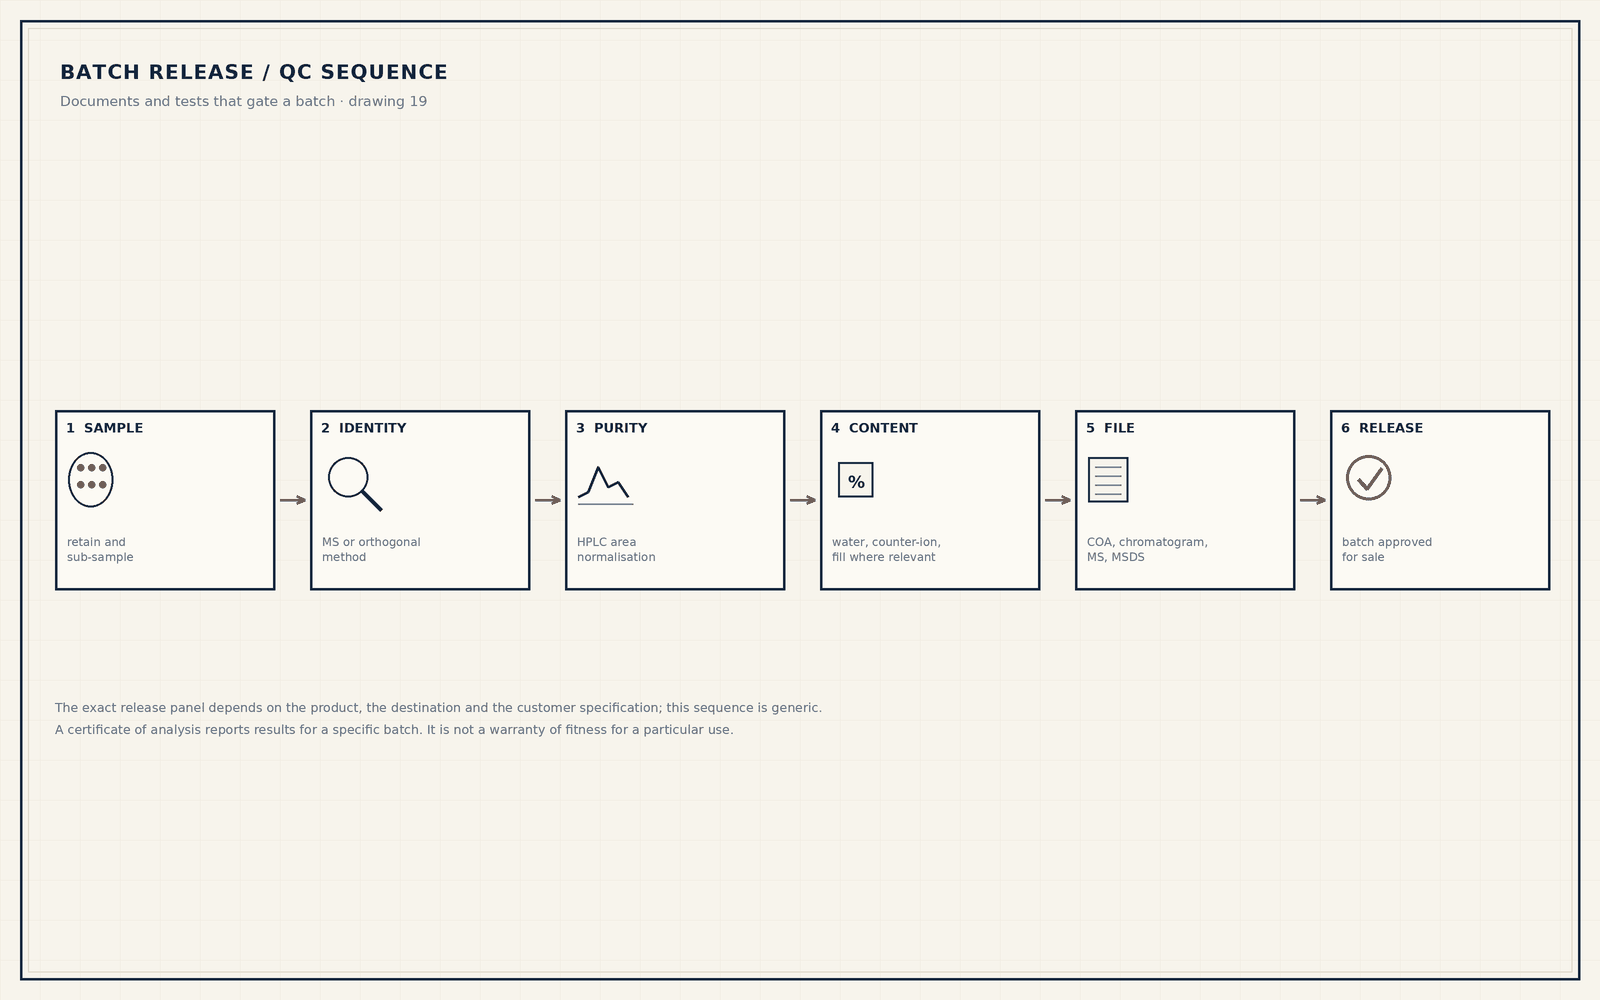 BATCH RELEASE / QC SEQUENCE
Documents and tests that gate a batch · drawing 19
1 SAMPLE
retain and
sub-sample
2 IDENTITY
MS or orthogonal
method
3 PURITY
HPLC area
normalisation
4 CONTENT
%
water, counter-ion,
fill where relevant
5 FILE
COA, chromatogram,
MS, MSDS
6 RELEASE
batch approved
for sale
The exact release panel depends on the product, the destination and the customer specification; this sequence is generic.
A certificate of analysis reports results for a specific batch. It is not a warranty of fitness for a particular use.